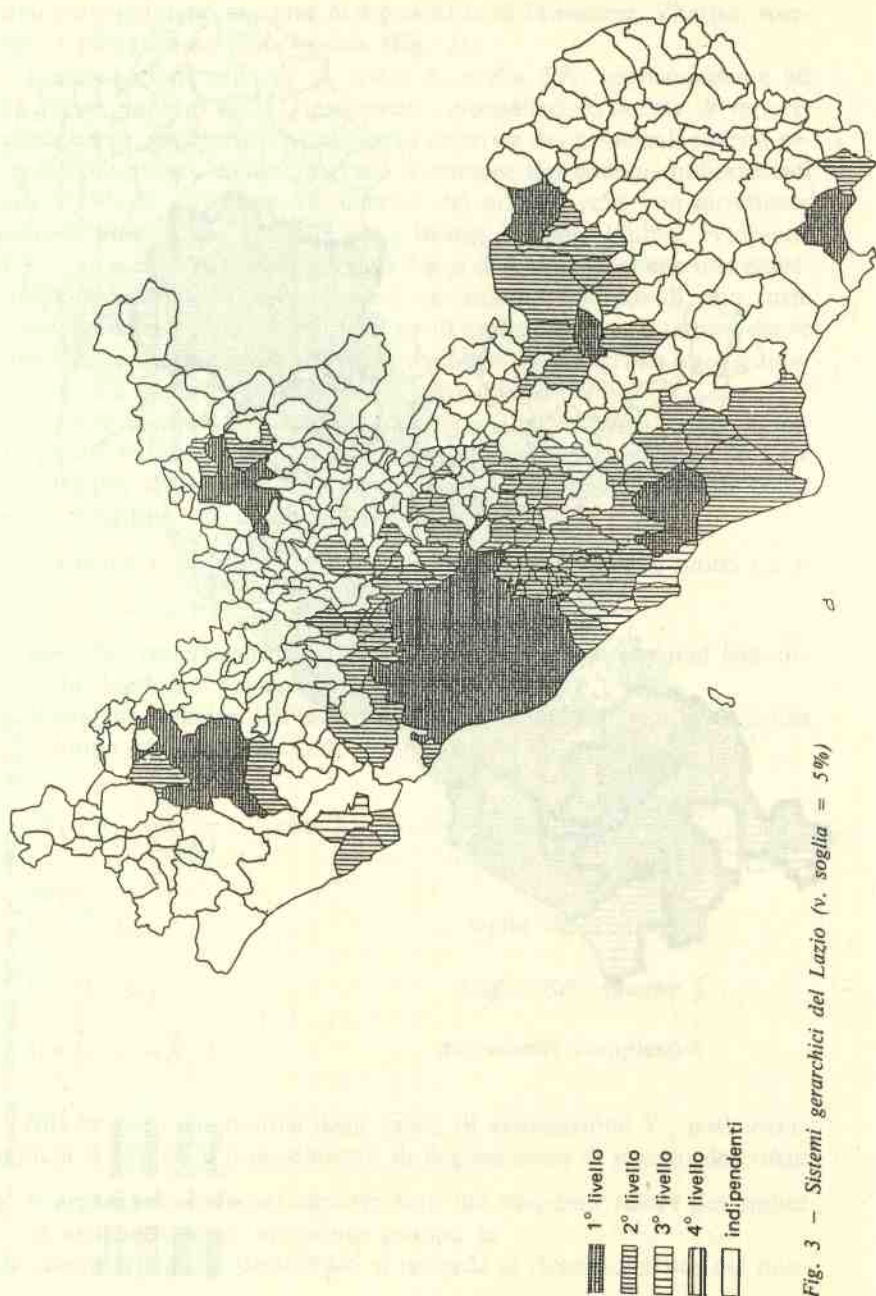 1° livello
2° livello
3° livello
4° livello
indipendenti
Fig. 3 — Sistemi gerarchici del Lazio (v. soglia = 5%)